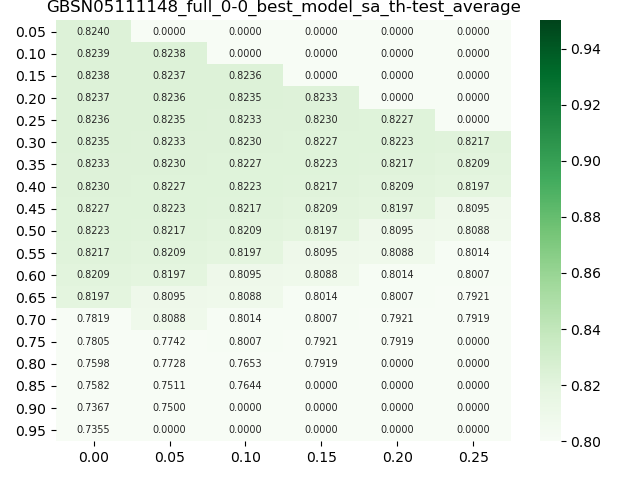 GBSN05111148_full_0-0_best_model_sa_th-test_average
0.05 0.8240 0.0000 0.0000 0.0000 0.0000 0.0000
0.10 0.8239 0.8238 0.0000 0.0000 0.0000 0.0000
0.15 0.8238 0.8237 0.8236 0.0000 0.0000 0.0000
0.20 0.8237 0.8236 0.8235 0.8233 0.0000 0.0000
0.25 0.8236 0.8235 0.8233 0.8230 0.8227 0.0000
0.30 0.8235 0.8233 0.8230 0.8227 0.8223 0.8217
0.35 0.8233 0.8230 0.8227 0.8223 0.8217 0.8209
0.40 0.8230 0.8227 0.8223 0.8217 0.8209 0.8197
0.45 0.8227 0.8223 0.8217 0.8209 0.8197 0.8095
0.50 0.8223 0.8217 0.8209 0.8197 0.8095 0.8088
0.55 0.8217 0.8209 0.8197 0.8095 0.8088 0.8014
0.60 0.8209 0.8197 0.8095 0.8088 0.8014 0.8007
0.65 0.8197 0.8095 0.8088 0.8014 0.8007 0.7921
0.70 0.7819 0.8088 0.8014 0.8007 0.7921 0.7919
0.75 0.7805 0.7742 0.8007 0.7921 0.7919 0.0000
0.80 0.7598 0.7728 0.7653 0.7919 0.0000 0.0000
0.85 0.7582 0.7511 0.7644 0.0000 0.0000 0.0000
0.90 0.7367 0.7500 0.0000 0.0000 0.0000 0.0000
0.95 0.7355 0.0000 0.0000 0.0000 0.0000 0.0000
0.00 0.05 0.10 0.15 0.20 0.25
0.94
0.92
0.90
0.88
0.86
0.84
0.82
0.80